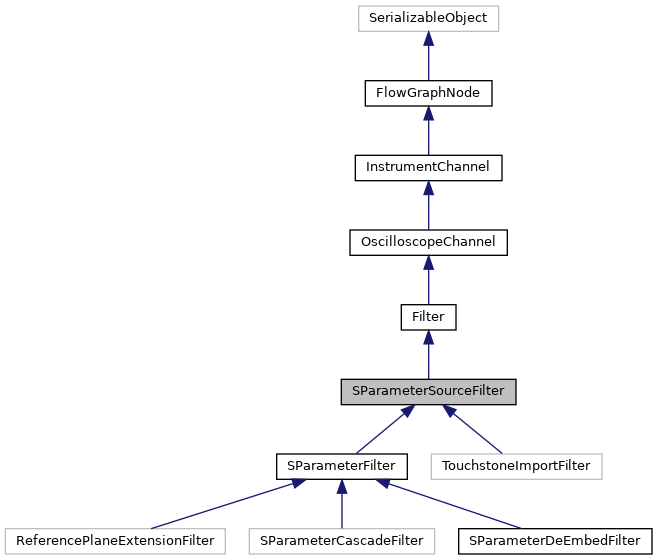 SerializableObject
FlowGraphNode
InstrumentChannel
OscilloscopeChannel
Filter
SParameterSourceFilter
SParameterFilter
TouchstoneImportFilter
ReferencePlaneExtensionFilter
SParameterCascadeFilter
SParameterDeEmbedFilter